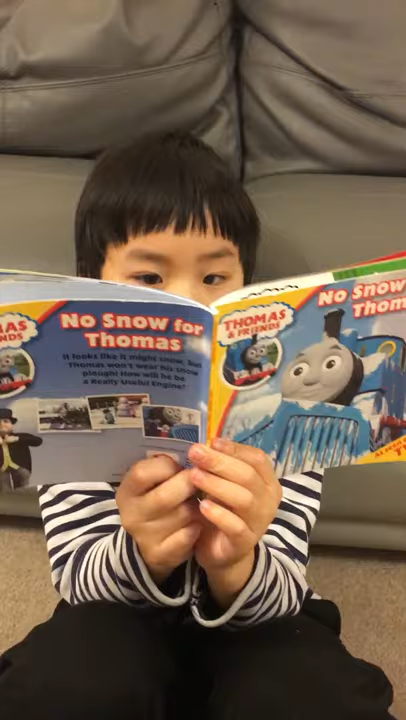 No Snow for
Thomas
It looks like it might snow, but
Thomas won't wear his snow
plough! How will he be
a Really Useful Engine?
THOMAS
& FRIENDS
No Snow
Thom